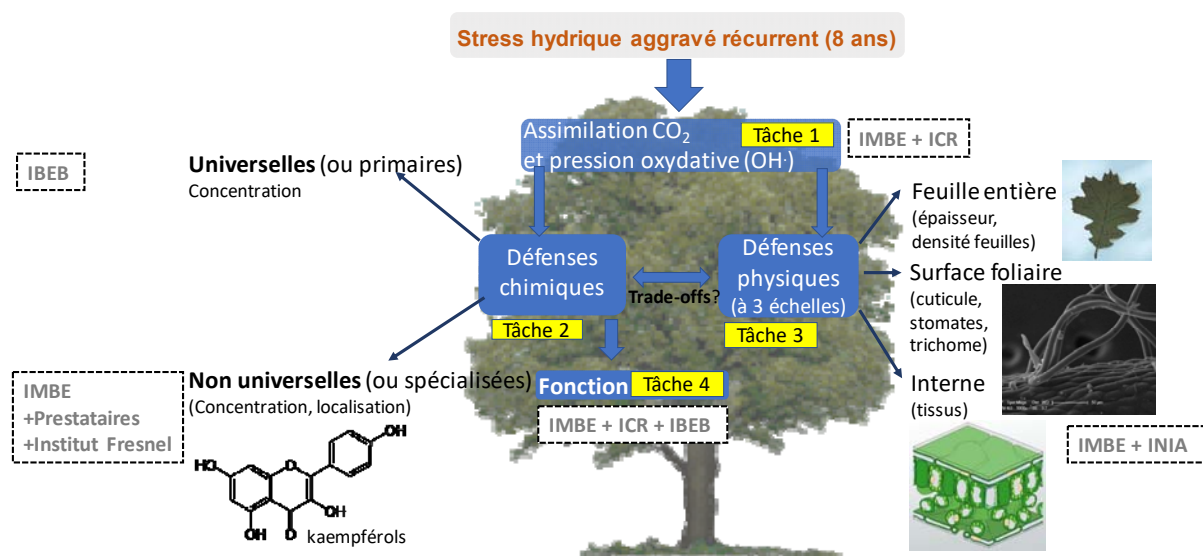 Stress hydrique aggravé récurrent (8 ans)
Assimilation CO₂
et pression oxydative (OH·)
Tâche 1
IMBE + ICR
IBEB
Universelles (ou primaires)
Concentration
Feuille entière
(épaisseur,
densité feuilles)
Défenses
chimiques
Trade-offs?
Défenses
physiques
(à 3 échelles)
Surface foliaire
(cuticule,
stomates,
trichome)
Tâche 2
Tâche 3
IMBE
+Prestataires
+Institut Fresnel
Non universelles (ou spécialisées)
(Concentration, localisation)
Fonction
Tâche 4
IMBE + ICR + IBEB
Interne
(tissus)
IMBE + INIA
OH
HO
O
OH
OH
O
kaempférols